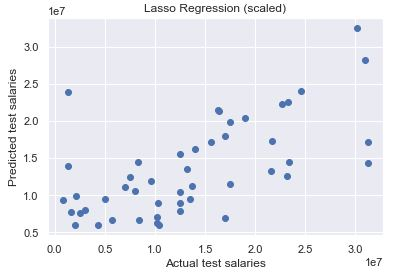 Lasso Regression (scaled)
1e7
3.0
2.5
2.0
1.5
1.0
0.5
Predicted test salaries
0.0 0.5 1.0 1.5 2.0 2.5 3.0
Actual test salaries
1e7